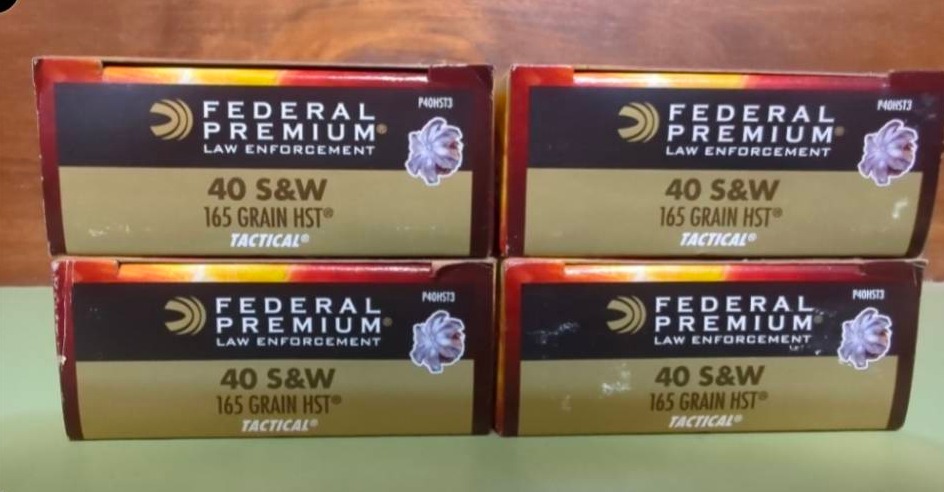 FEDERAL
PREMIUM®
LAW ENFORCEMENT
P40HST3
40 S&W
165 GRAIN HST®
TACTICAL®
FEDERAL
PREMIUM®
LAW ENFORCEMENT
P40HST3
40 S&W
165 GRAIN HST®
TACTICAL®
FEDERAL
PREMIUM®
LAW ENFORCEMENT
P40HST3
40 S&W
165 GRAIN HST®
TACTICAL®
FEDERAL
PREMIUM®
LAW ENFORCEMENT
P40HST3
40 S&W
165 GRAIN HST®
TACTICAL®